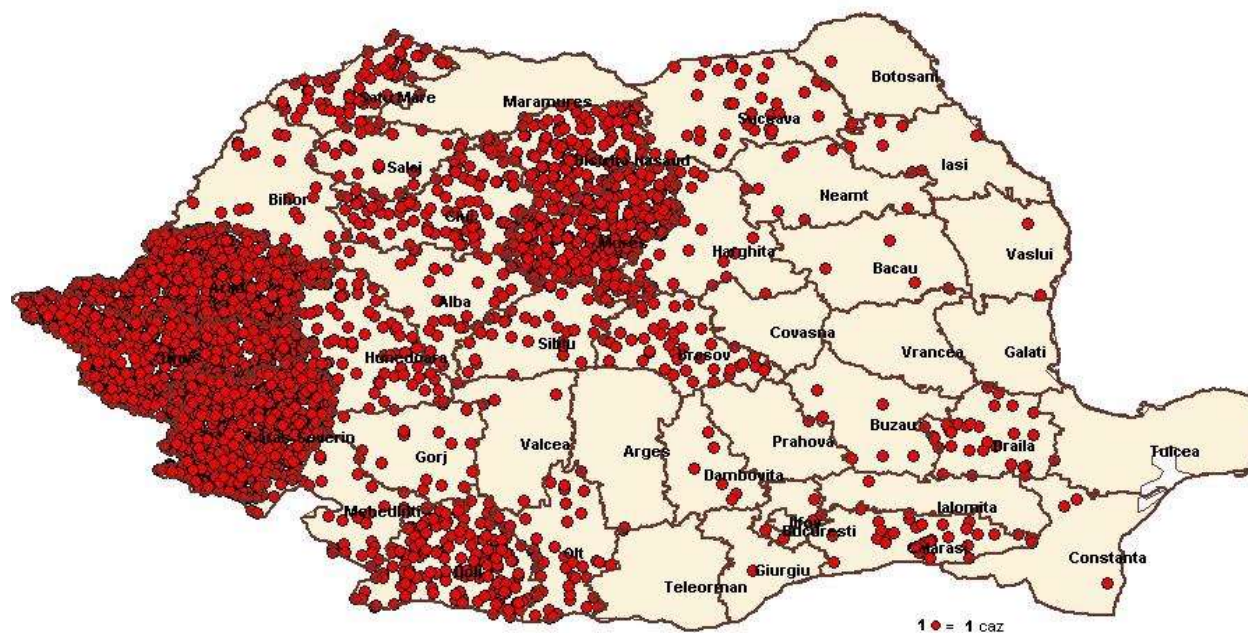 Botosani
Satu Mare
Maramures
Suceava
Iasi
Salaj
Bistrita Nasaud
Neamt
Bihor
Cluj
Mures
Harghita
Bacau
Vaslui
Arad
Alba
Covasna
Timis
Hunedoara
Sibiu
Brasov
Vrancea
Galati
Caras-Severin
Gorj
Valcea
Arges
Prahova
Buzau
Braila
Tulcea
Dambovita
Mehedinti
Ialomita
Ilfov
Bucuresti
Olt
Calarasi
Constanta
Dolj
Giurgiu
Teleorman
1 = 1 caz